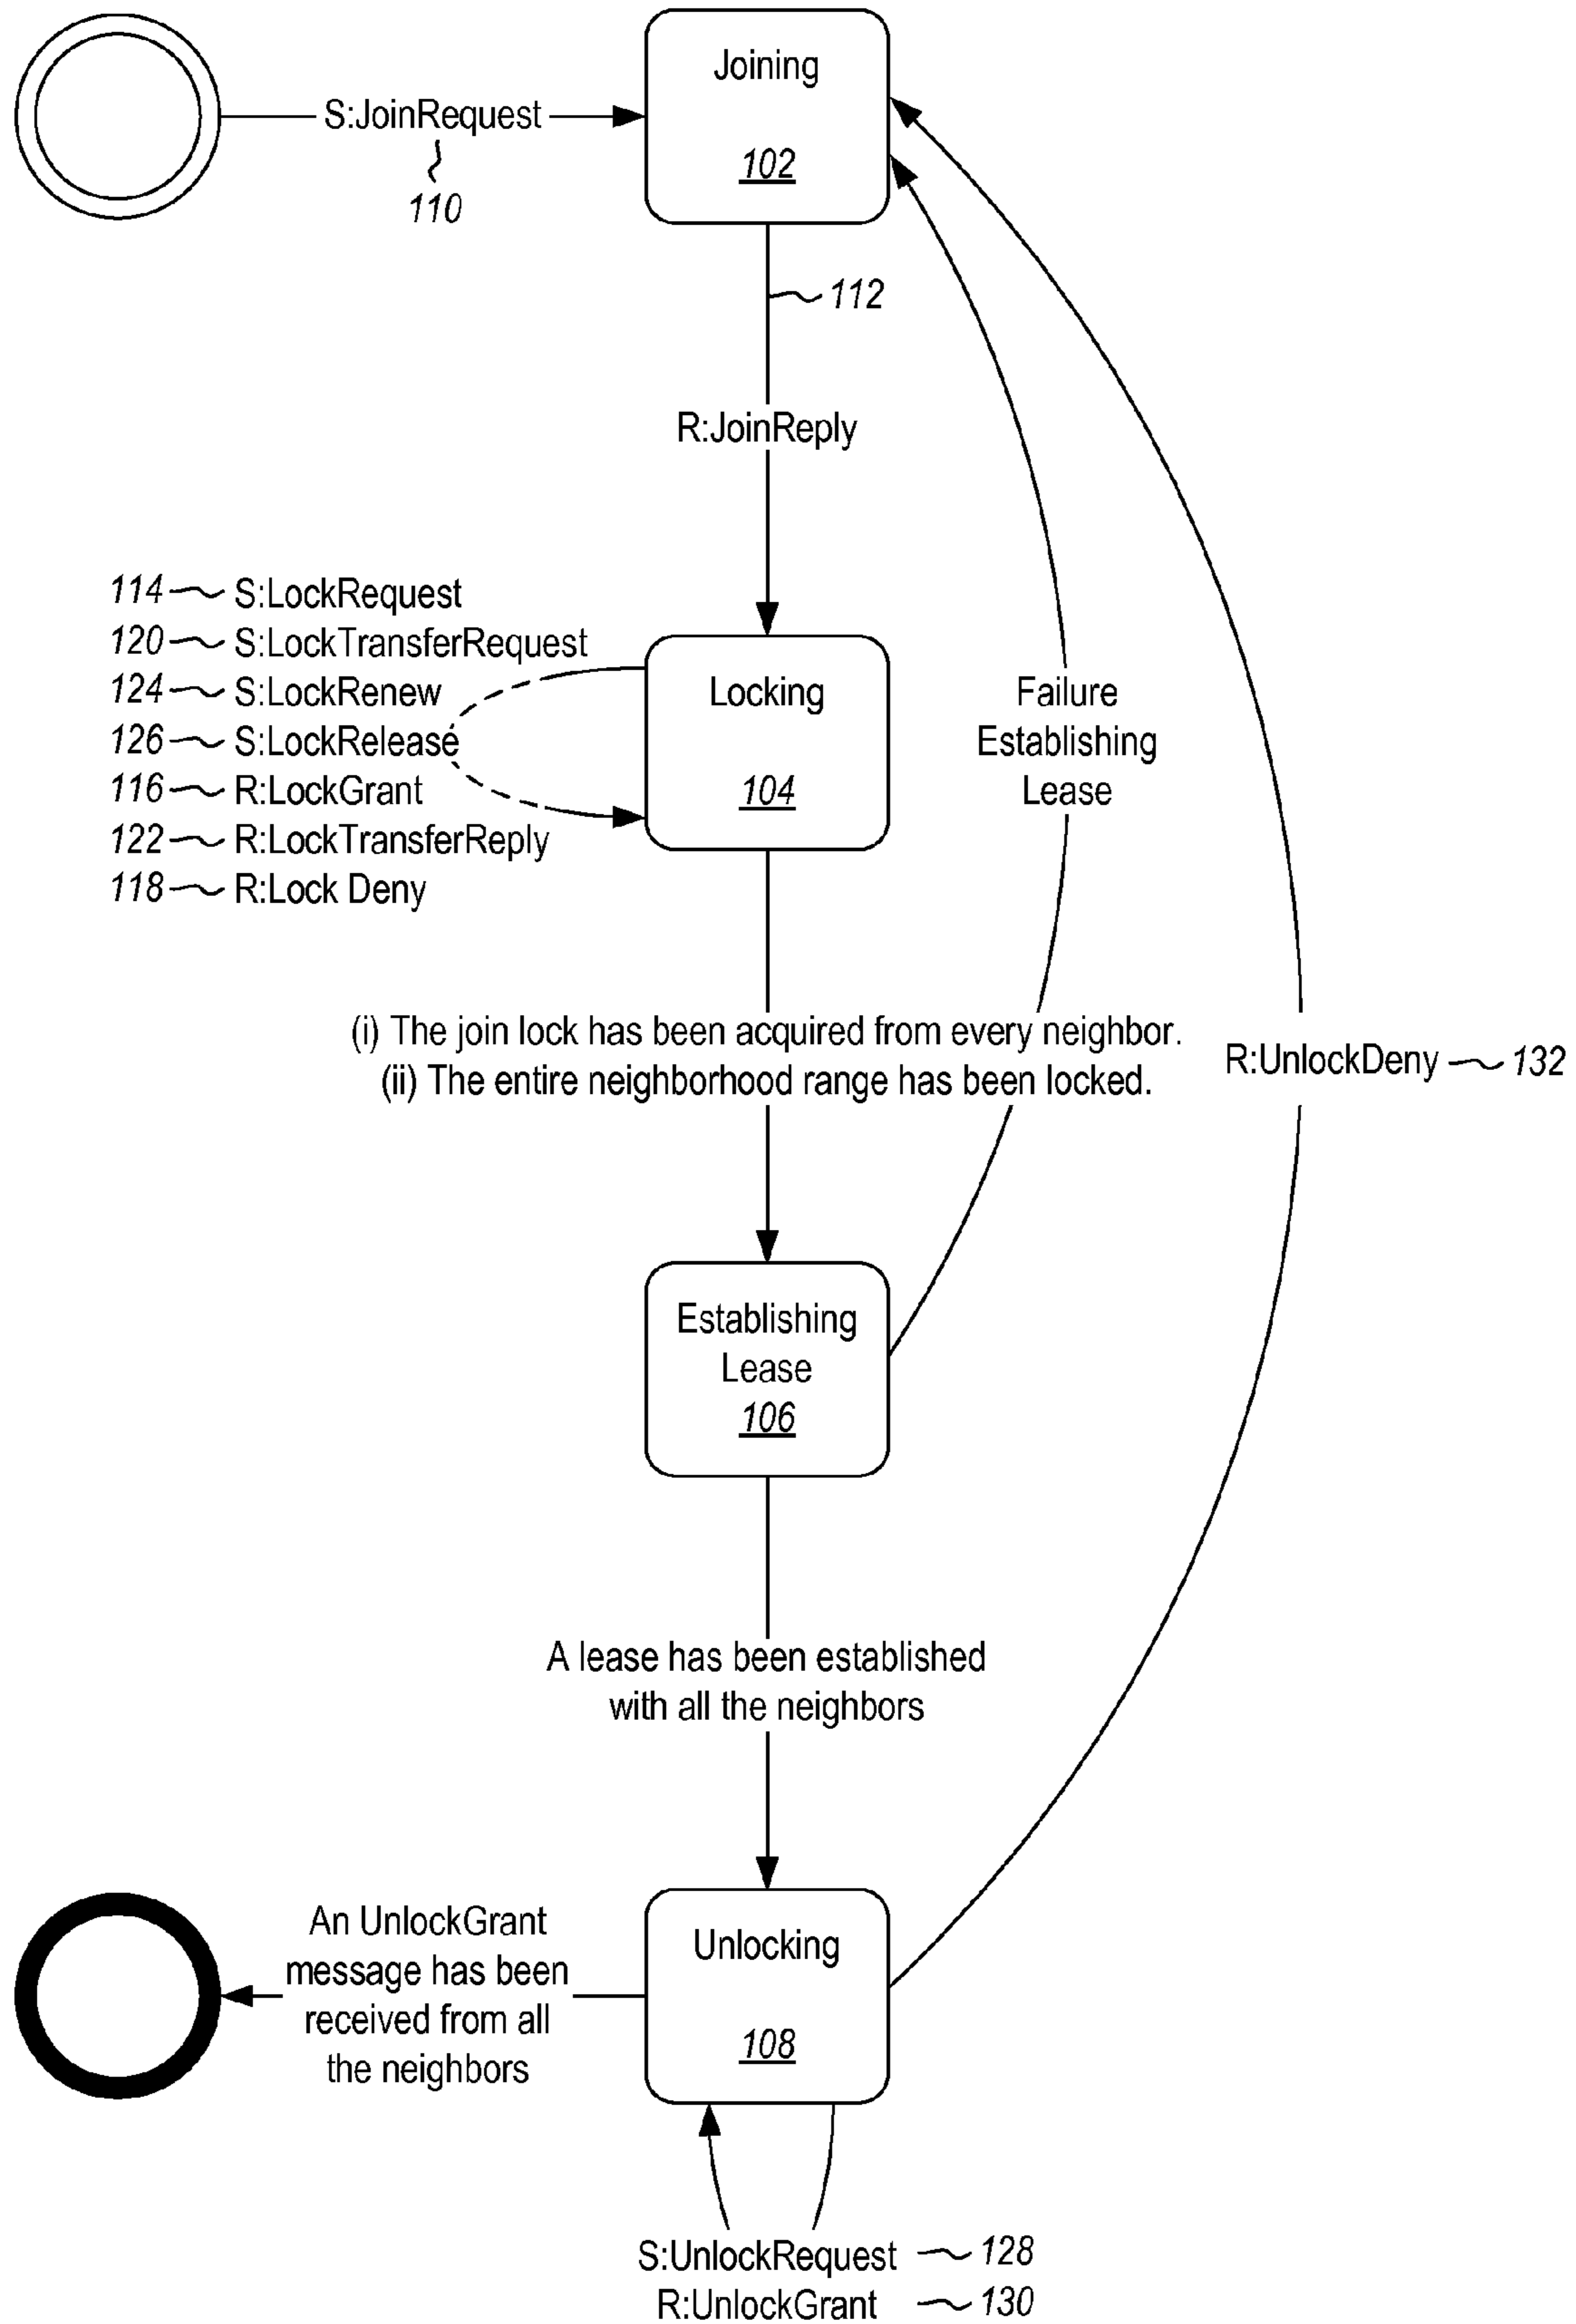 Joining
S:JoinRequest
102
110
112
R:JoinReply
114 S:LockRequest
120 S:LockTransferRequest
124 S:LockRenew
126 S:LockRelease
116 R:LockGrant
122 R:LockTransferReply
118 R:Lock Deny
Locking
104
Failure
Establishing
Lease
(i) The join lock has been acquired from every neighbor.
(ii) The entire neighborhood range has been locked.
R:UnlockDeny 132
Establishing
Lease
106
A lease has been established
with all the neighbors
An UnlockGrant
message has been
received from all
the neighbors
Unlocking
108
S:UnlockRequest 128
R:UnlockGrant 130